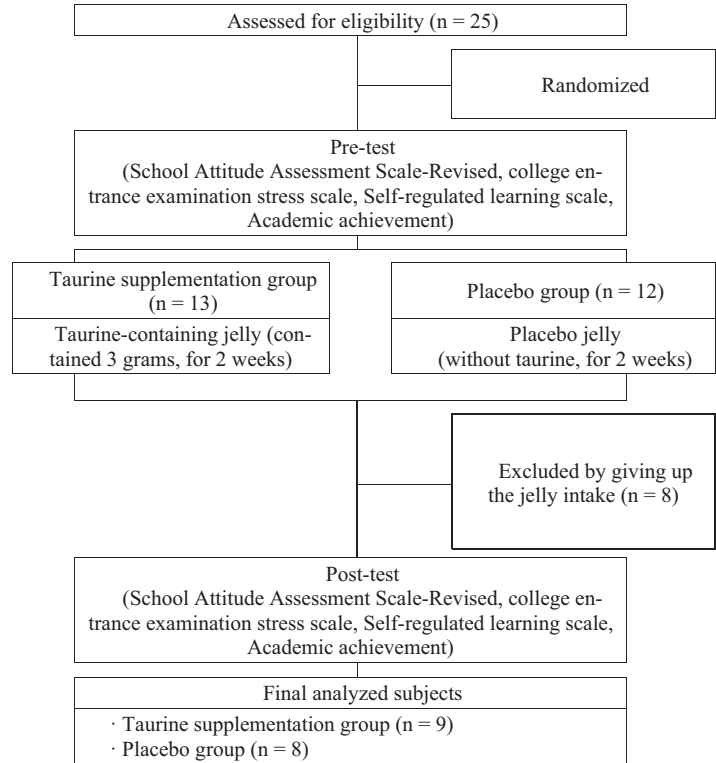 Assessed for eligibility (n = 25)
Randomized
Pre-test
(School Attitude Assessment Scale-Revised, college en-
trance examination stress scale, Self-regulated learning scale,
Academic achievement)
Taurine supplementation group
(n = 13)
Taurine-containing jelly (con-
tained 3 grams, for 2 weeks)
Placebo group (n = 12)
Placebo jelly
(without taurine, for 2 weeks)
Excluded by giving up
the jelly intake (n = 8)
Post-test
(School Attitude Assessment Scale-Revised, college en-
trance examination stress scale, Self-regulated learning scale,
Academic achievement)
Final analyzed subjects
· Taurine supplementation group (n = 9)
· Placebo group (n = 8)